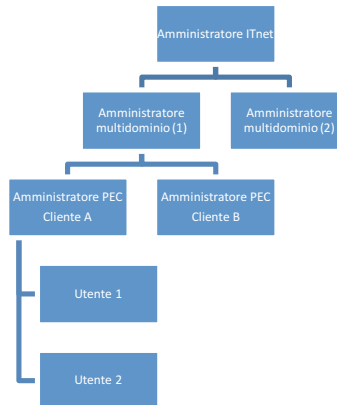 Amministratore ITnet
Amministratore
multidominio (1)
Amministratore
multidominio (2)
Amministratore PEC
Cliente A
Amministratore PEC
Cliente B
Utente 1
Utente 2